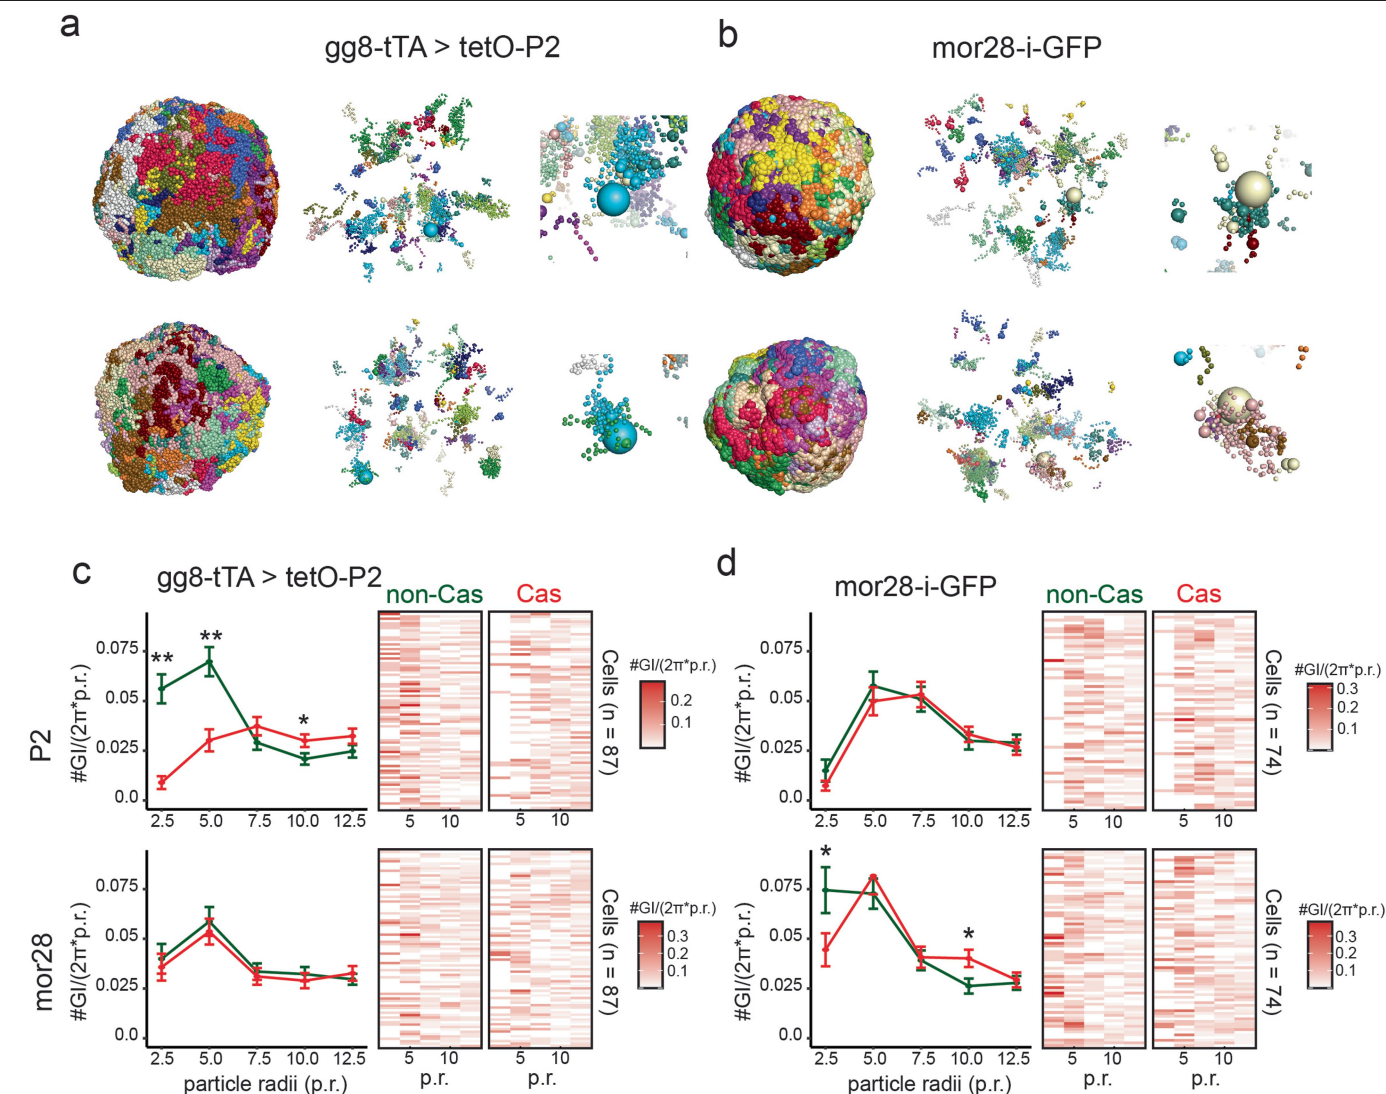 a
gg8-tTA > tetO-P2
b
mor28-i-GFP
c
gg8-tTA > tetO-P2
non-Cas
Cas
P2
#GI/(2π*p.r.)
0.075
0.05
0.025
0.0
**
**
*
2.5 5.0 7.5 10.0 12.5
5 10
5 10
Cells (n = 87)
#GI/(2π*p.r.)
0.2
0.1
d
mor28-i-GFP
non-Cas
Cas
#GI/(2π*p.r.)
0.075
0.05
0.025
0.0
2.5 5.0 7.5 10.0 12.5
5 10
5 10
Cells (n = 74)
#GI/(2π*p.r.)
0.3
0.2
0.1
mor28
#GI/(2π*p.r.)
0.075
0.05
0.025
0.0
2.5 5.0 7.5 10.0 12.5
particle radii (p.r.)
5 10
p.r.
5 10
p.r.
Cells (n = 87)
#GI/(2π*p.r.)
0.3
0.2
0.1
#GI/(2π*p.r.)
0.075
0.05
0.025
0.0
*
*
2.5 5.0 7.5 10.0 12.5
particle radii (p.r.)
5 10
p.r.
5 10
p.r.
Cells (n = 74)
#GI/(2π*p.r.)
0.3
0.2
0.1